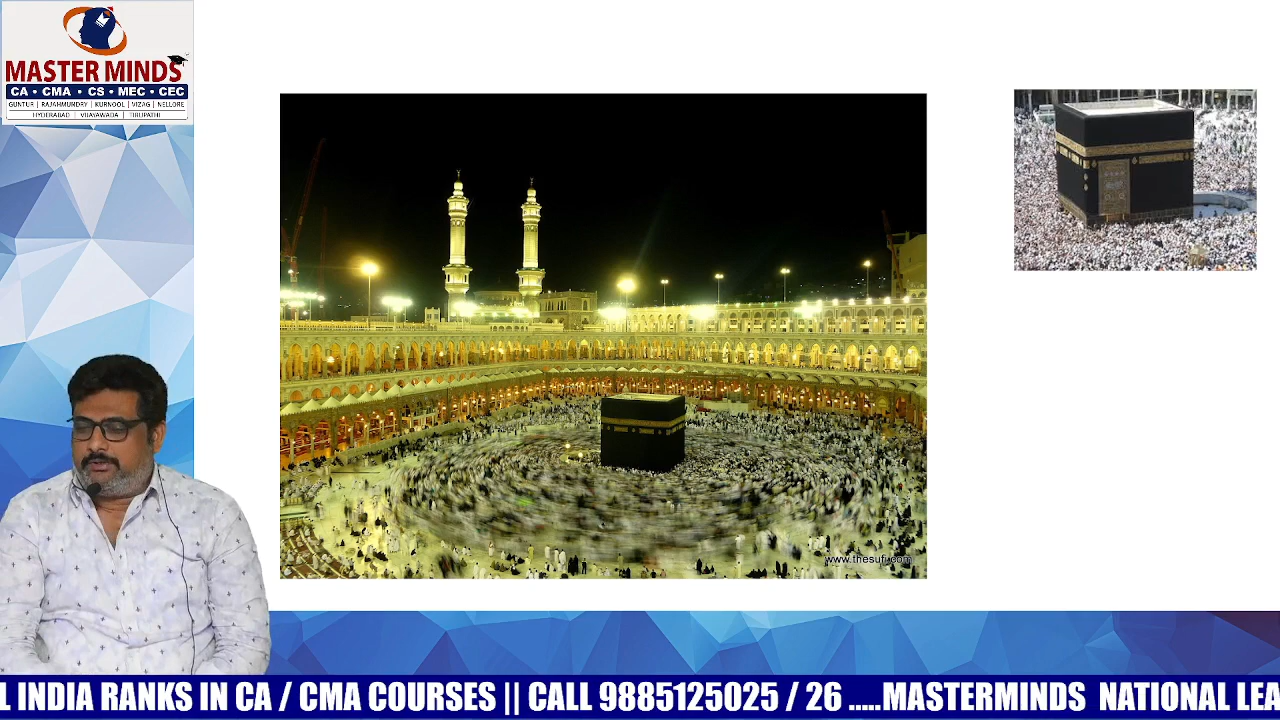 MASTER MINDS
CA • CMA • CS • MEC • CEC
GUNTUR | RAJAHMUNDRY | KURNOOL | VIZAG | NELLORE
HYDERABAD | VIJAYAWADA | TIRUPATHI
www.thesufi.com
L INDIA RANKS IN CA / CMA COURSES || CALL 9885125025 / 26 .....MASTERMINDS NATIONAL LEA